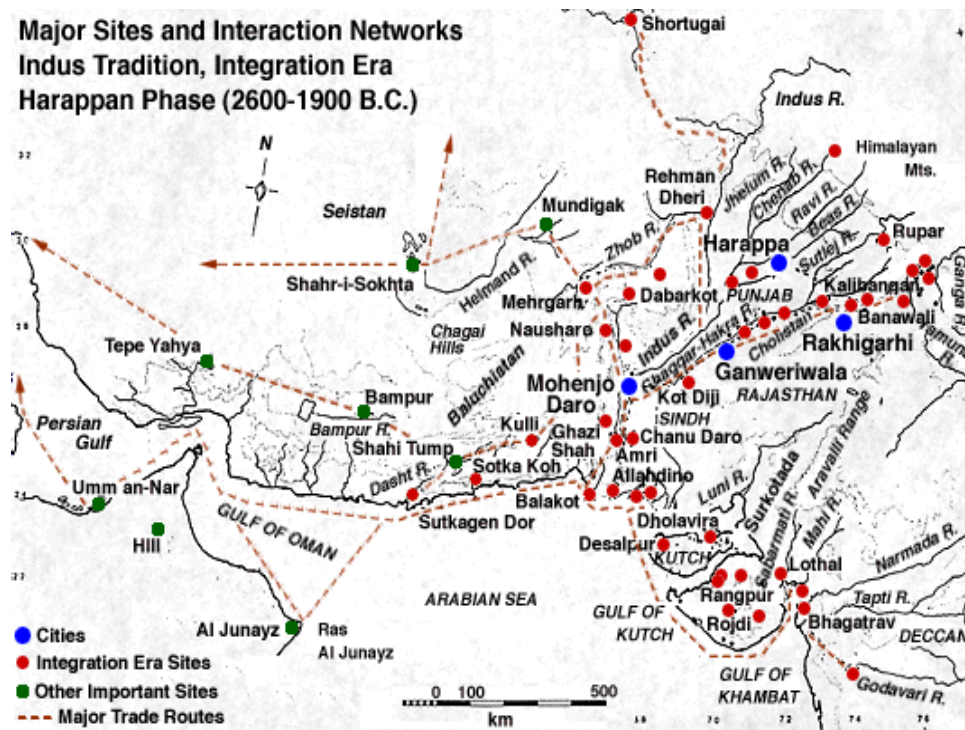 Major Sites and Interaction Networks
Indus Tradition, Integration Era
Harappan Phase (2600-1900 B.C.)
Shortugai
Indus R.
N
Himalayan
Mts.
Rehman
Dheri
Jhelum R.
Chenab R.
Ravi R.
Beas R.
Sutlej R.
Rupar
Seistan
Mundigak
Zhob R.
Harappa
Shahr-i-Sokhta
Helmand R.
Mehrgarh
Dabarkot
PUNJAB
Kalibangan
Ganga R.
Chagai
Hills
Nausharo
Indus R.
Ghaggar-Hakra R.
Cholistan
Banawali
Rakhigarhi
Yamuna
R.
Tepe Yahya
Baluchistan
Ganweriwala
Mohenjo
Daro
Kot Diji
RAJASTHAN
Bampur
Bampur R.
SINDH
Persian
Gulf
Shahi Tump
Kulli
Ghazi
Shah
Chanu Daro
Amri
Aravalli Range
Dasht R.
Sotka Koh
Allahdino
Luni R.
Umm an-Nar
Balakot
Surkotada
Sabarmati R.
Mahi R.
Hili
GULF OF OMAN
Sutkagen Dor
Dholavira
Desalpur
KUTCH
Lothal
Narmada R.
ARABIAN SEA
Rangpur
Tapti R.
GULF OF
KUTCH
Rojdi
Bhagatrav
DECCAN
Al Junayz
Ras
Al Junayz
GULF OF
KHAMBAT
Godavari R.
Cities
Integration Era Sites
Other Important Sites
Major Trade Routes
0 100 500
km
70 72 74 76